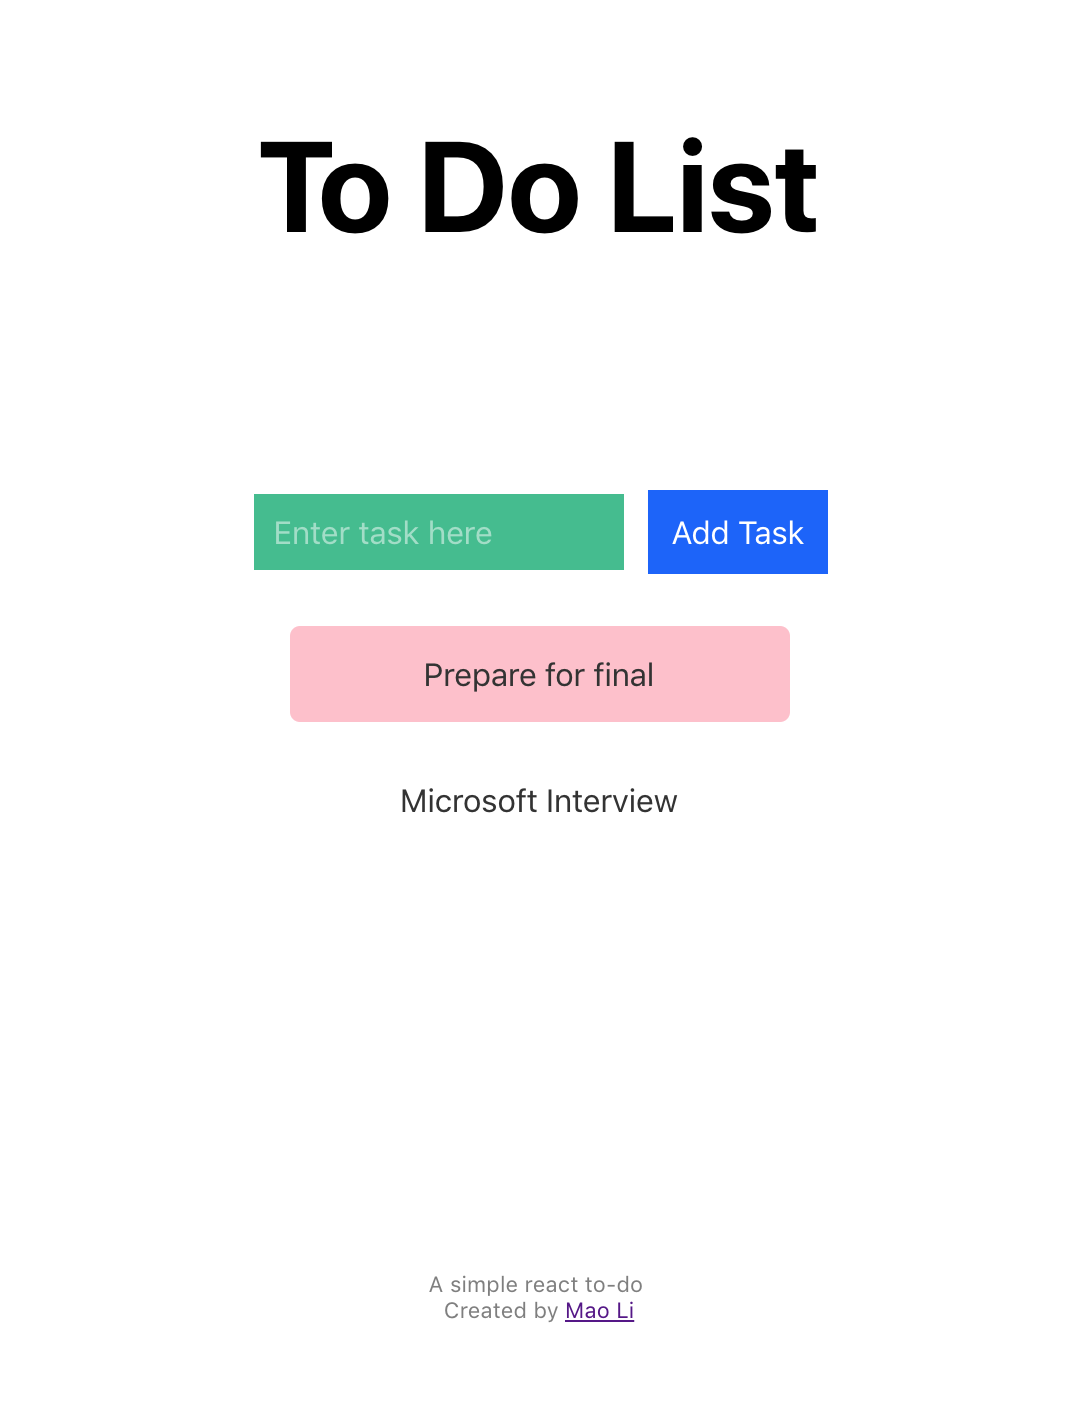 To Do List
Enter task here
Add Task
Prepare for final
Microsoft Interview
A simple react to-do
Created by Mao Li